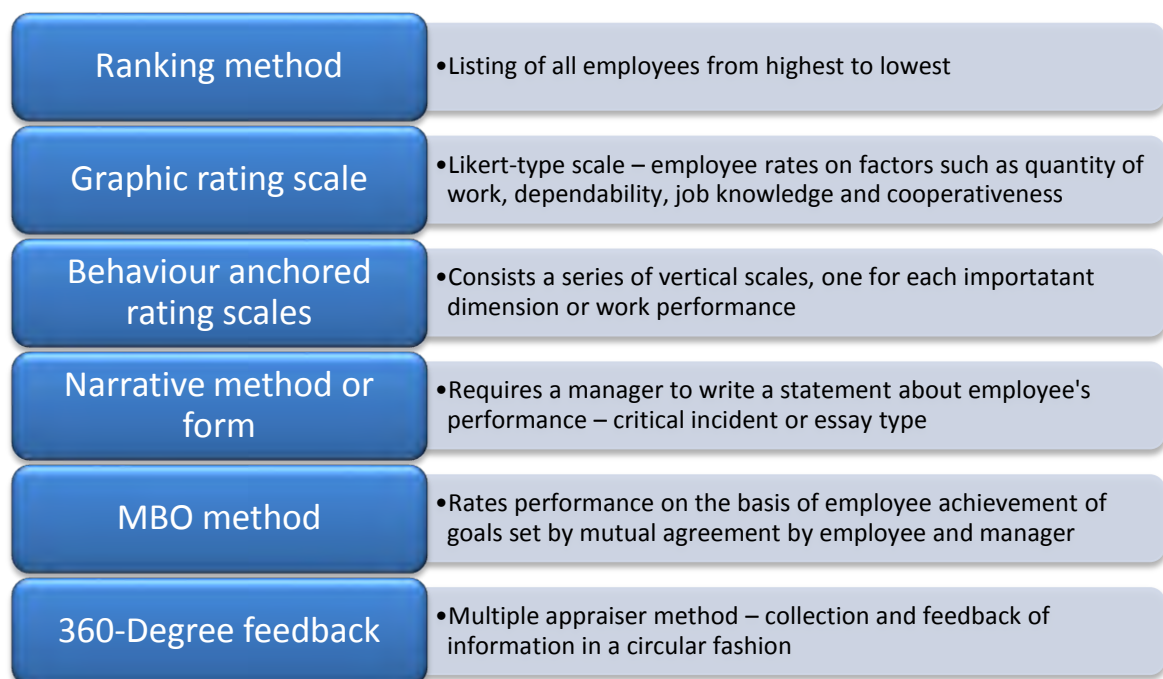 Ranking method
•Listing of all employees from highest to lowest
Graphic rating scale
•Likert-type scale – employee rates on factors such as quantity of
work, dependability, job knowledge and cooperativeness
Behaviour anchored
rating scales
•Consists a series of vertical scales, one for each importatant
dimension or work performance
Narrative method or
form
•Requires a manager to write a statement about employee's
performance – critical incident or essay type
MBO method
•Rates performance on the basis of employee achievement of
goals set by mutual agreement by employee and manager
360-Degree feedback
•Multiple appraiser method – collection and feedback of
information in a circular fashion